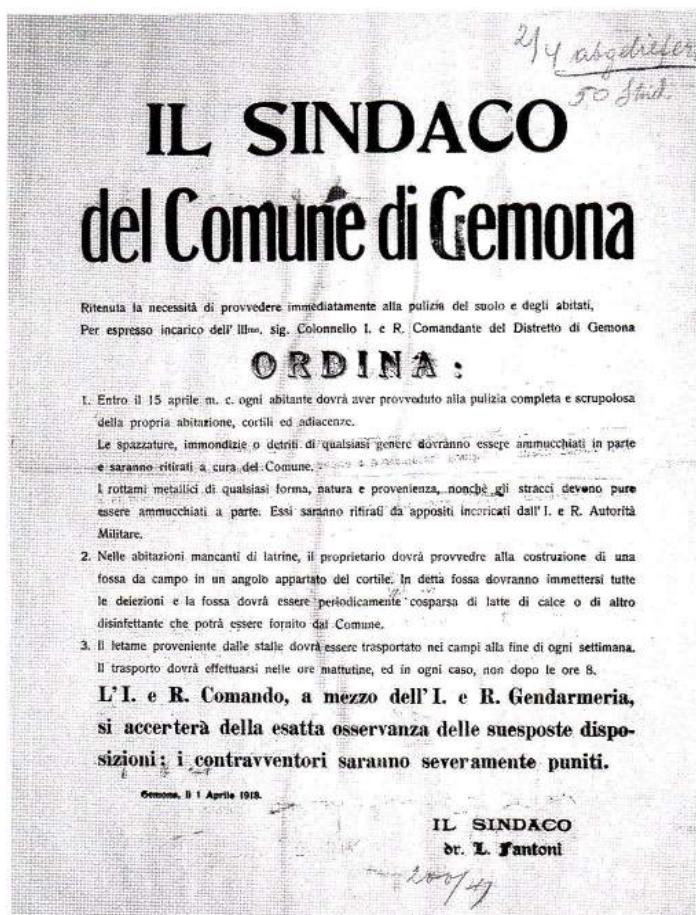 2/4 abgeliefer
50 Stück.
IL SINDACO
del Comune di Gemona
Ritenuta la necessità di provvedere immediatamente alla pulizia del suolo e degli abitati,
Per espresso incarico dell' Illmo. sig. Colonnello I. e R. Comandante del Distretto di Gemona
ORDINA:
1. Entro il 15 aprile m. c. ogni abitante dovrà aver provveduto alla pulizia completa e scrupolosa
della propria abitazione, cortili ed adiacenze.
Le spazzature, immondizie o detriti di qualsiasi genere dovranno essere ammucchiati in parte
e saranno ritirati a cura del Comune.
I rottami metallici di qualsiasi forma, natura e provenienza, nonchè gli stracci devono pure
essere ammucchiati a parte. Essi saranno ritirati da appositi incaricati dall' I. e R. Autorità
Militare.
2. Nelle abitazioni mancanti di latrine, il proprietario dovrà provvedre alla costruzione di una
fossa da campo in un angolo appartato del cortile. In detta fossa dovranno immettersi tutte
le deiezioni e la fossa dovrà essere periodicamente cosparsa di latte di calce o di altro
disinfettante che potrà essere fornito dal Comune.
3. Il letame proveniente dalle stalle dovrà essere trasportato nei campi alla fine di ogni settimana.
Il trasporto dovrà effettuarsi nelle ore mattutine, ed in ogni caso, non dopo le ore 8.
L' I. e R. Comando, a mezzo dell' I. e R. Gendarmeria,
si accerterà della esatta osservanza delle suesposte dispo-
sizioni; i contravventori saranno severamente puniti.
Gemona, li 1 Aprile 1918.
IL SINDACO
dr. L. Fantoni
200/49